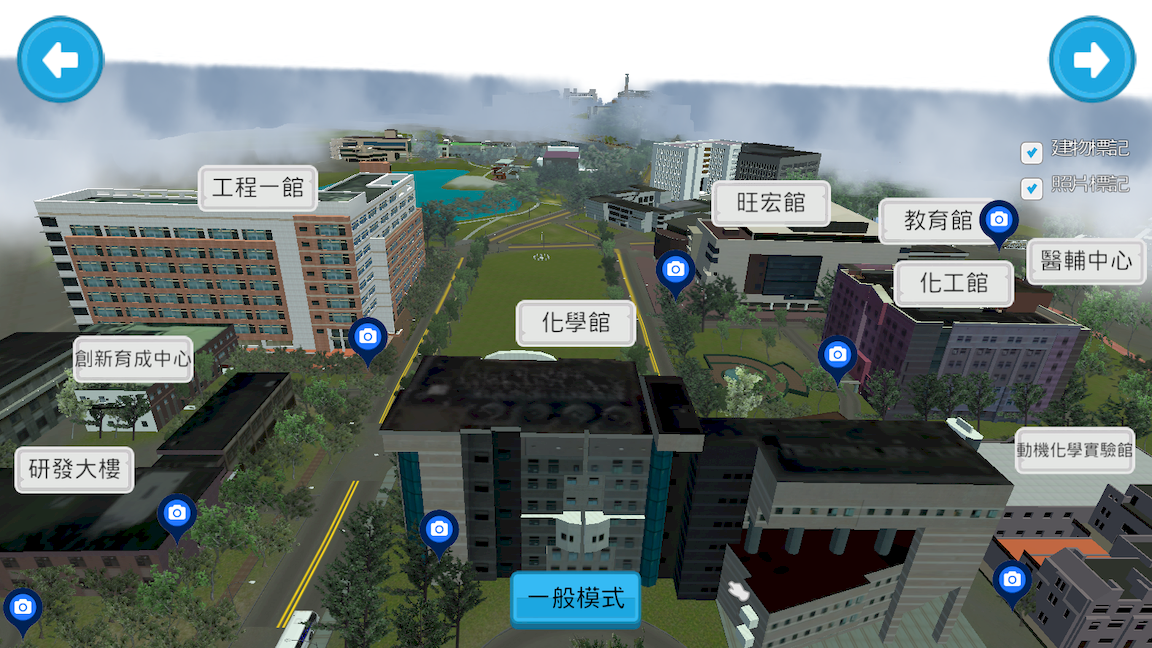 建物標記
照片標記
工程一館
旺宏館
教育館
醫輔中心
化工館
化學館
創新育成中心
動機化學實驗館
研發大樓
一般模式